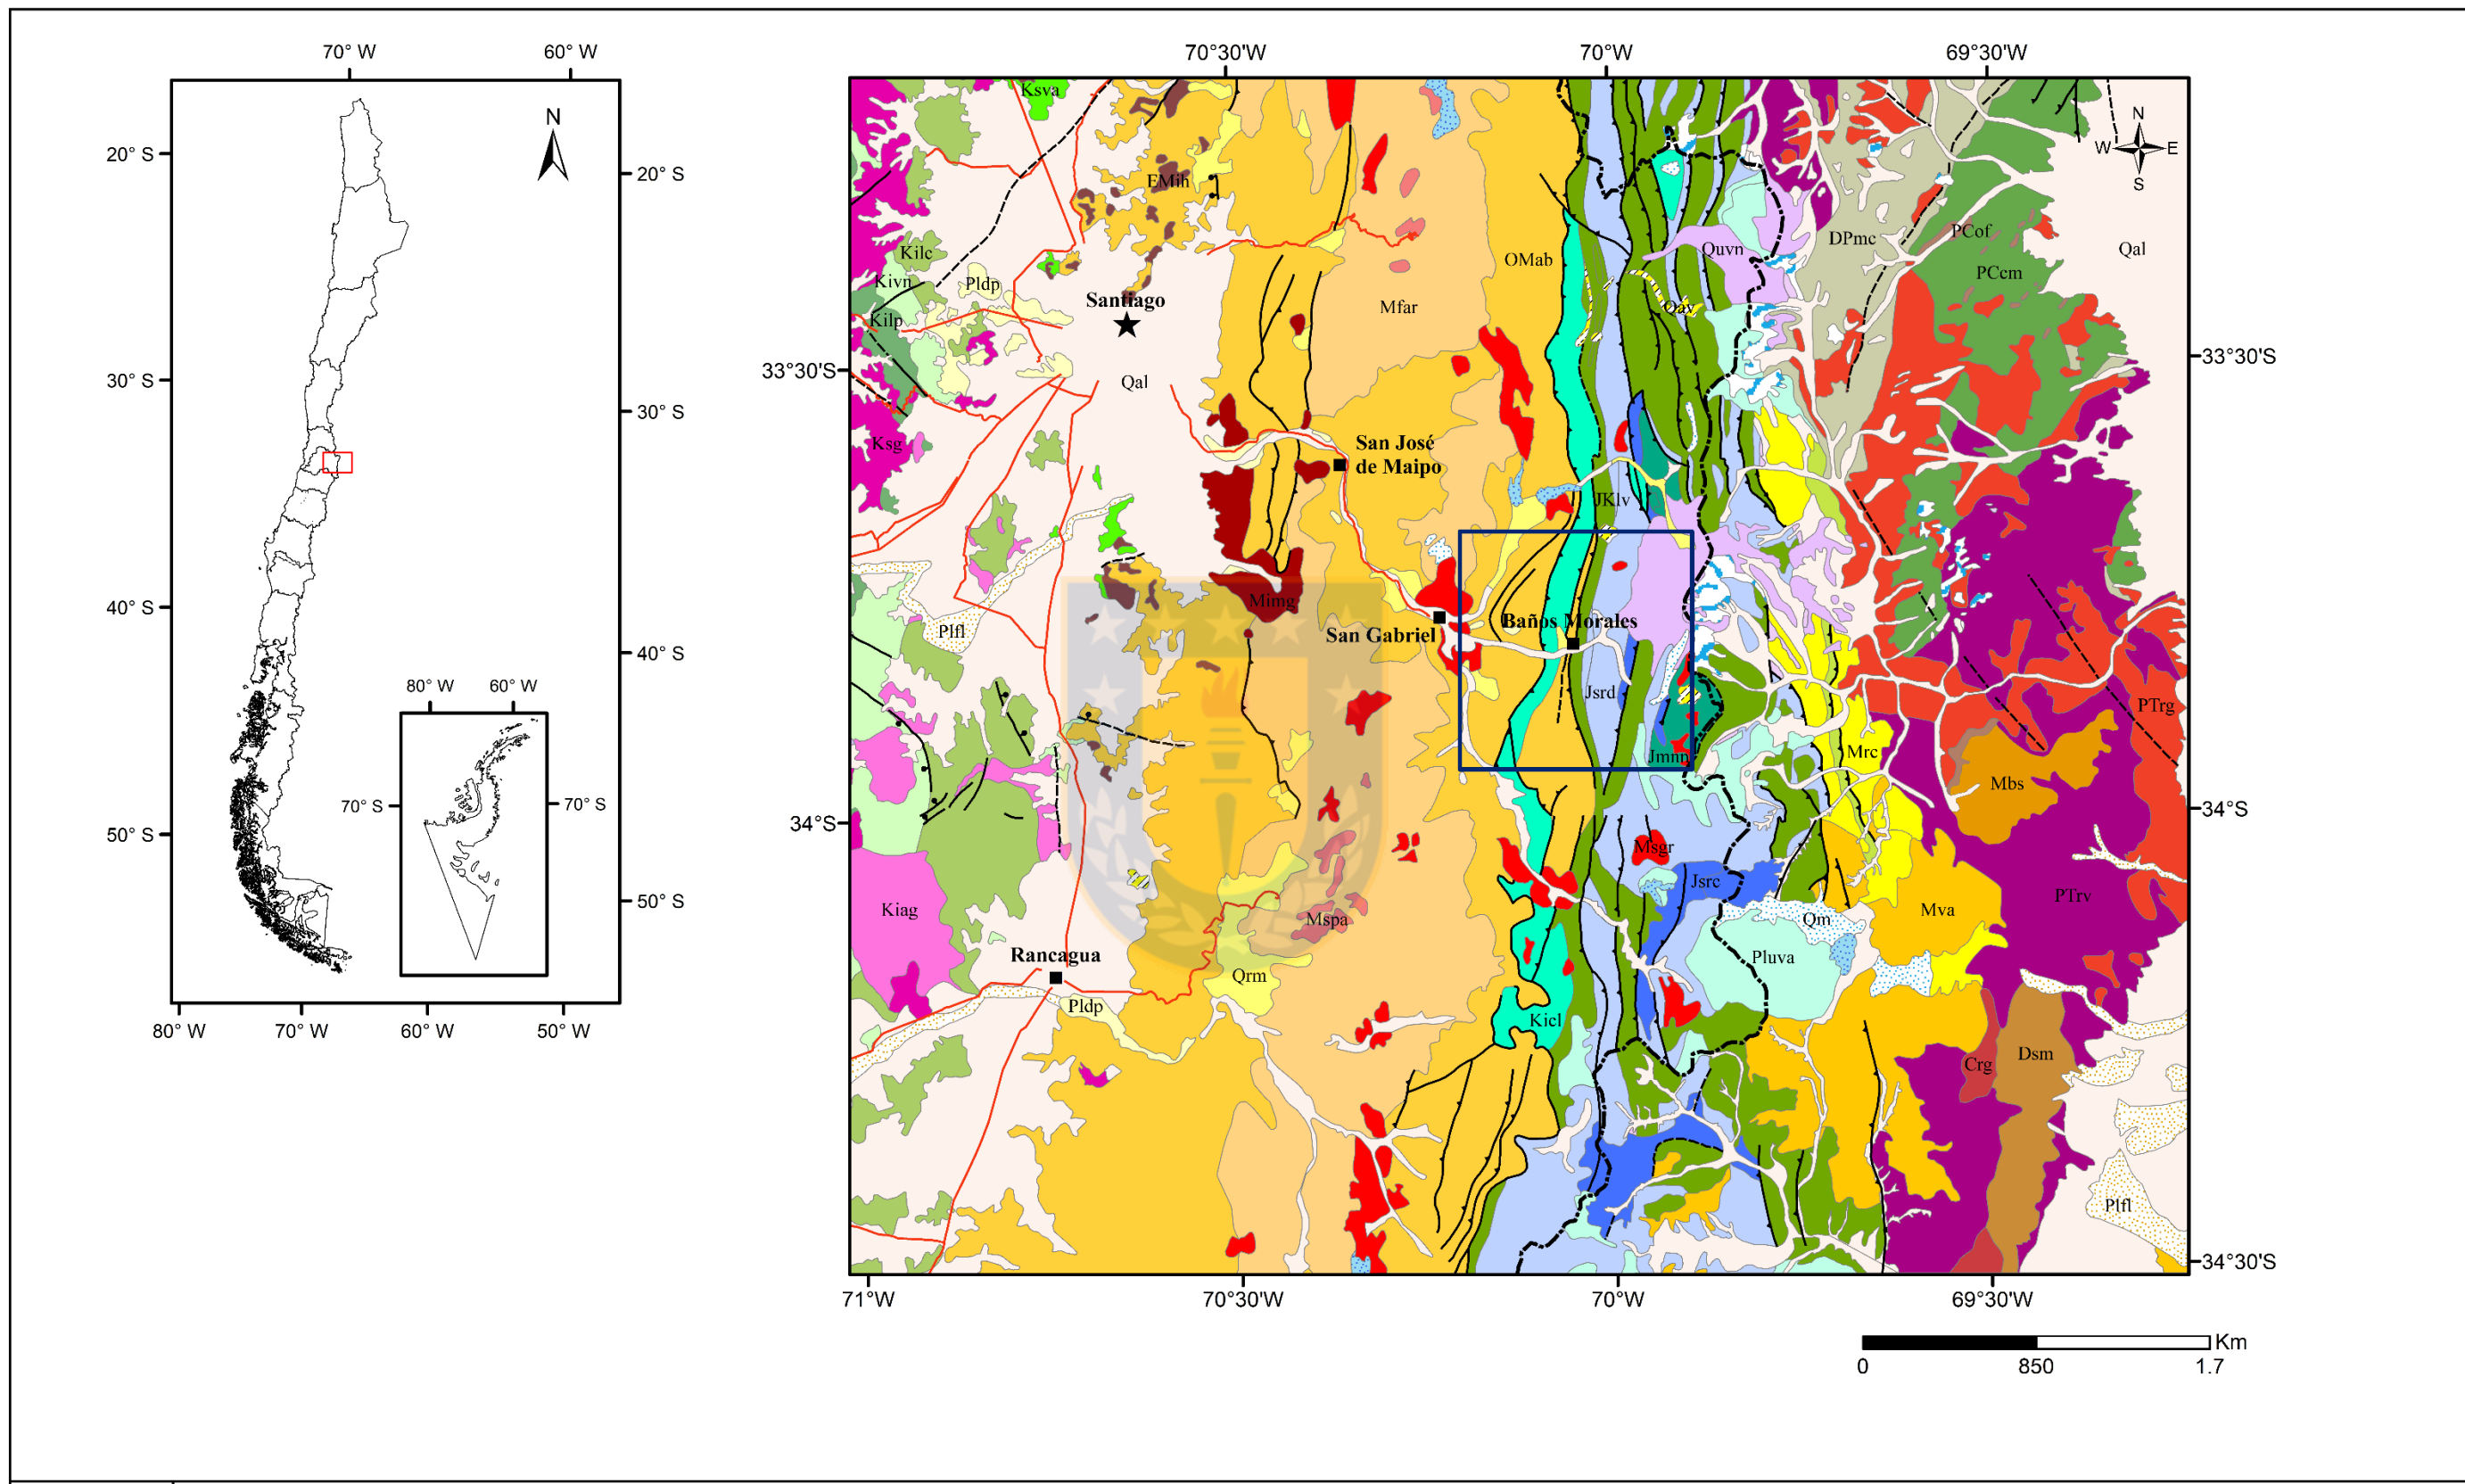 70° W
60° W
N
20° S
20° S
30° S
30° S
40° S
40° S
80° W
60° W
70° S
70° S
50° S
50° S
80° W
70° W
60° W
50° W
70°30'W
70°W
69°30'W
Ksva
N
W
E
S
EMih
Kilc
OMab
Quvn
DPmc
PCof
Qal
Kivn
Pldp
PCcm
Santiago
Kilp
Mfar
Qav
33°30'S
33°30'S
Qal
Ksg
San José
de Maipo
JKlv
Mimg
Plfl
San Gabriel
Baños Morales
Jsrd
PTrg
Jmnp
Mrc
Mbs
34°S
34°S
Msgr
Jsrc
Kiag
Mspa
Qm
Mva
PTrv
Rancagua
Qrm
Pluva
Pldp
Kicl
Crg
Dsm
Plfl
34°30'S
71°W
70°30'W
70°W
69°30'W
Km
0
850
1.7